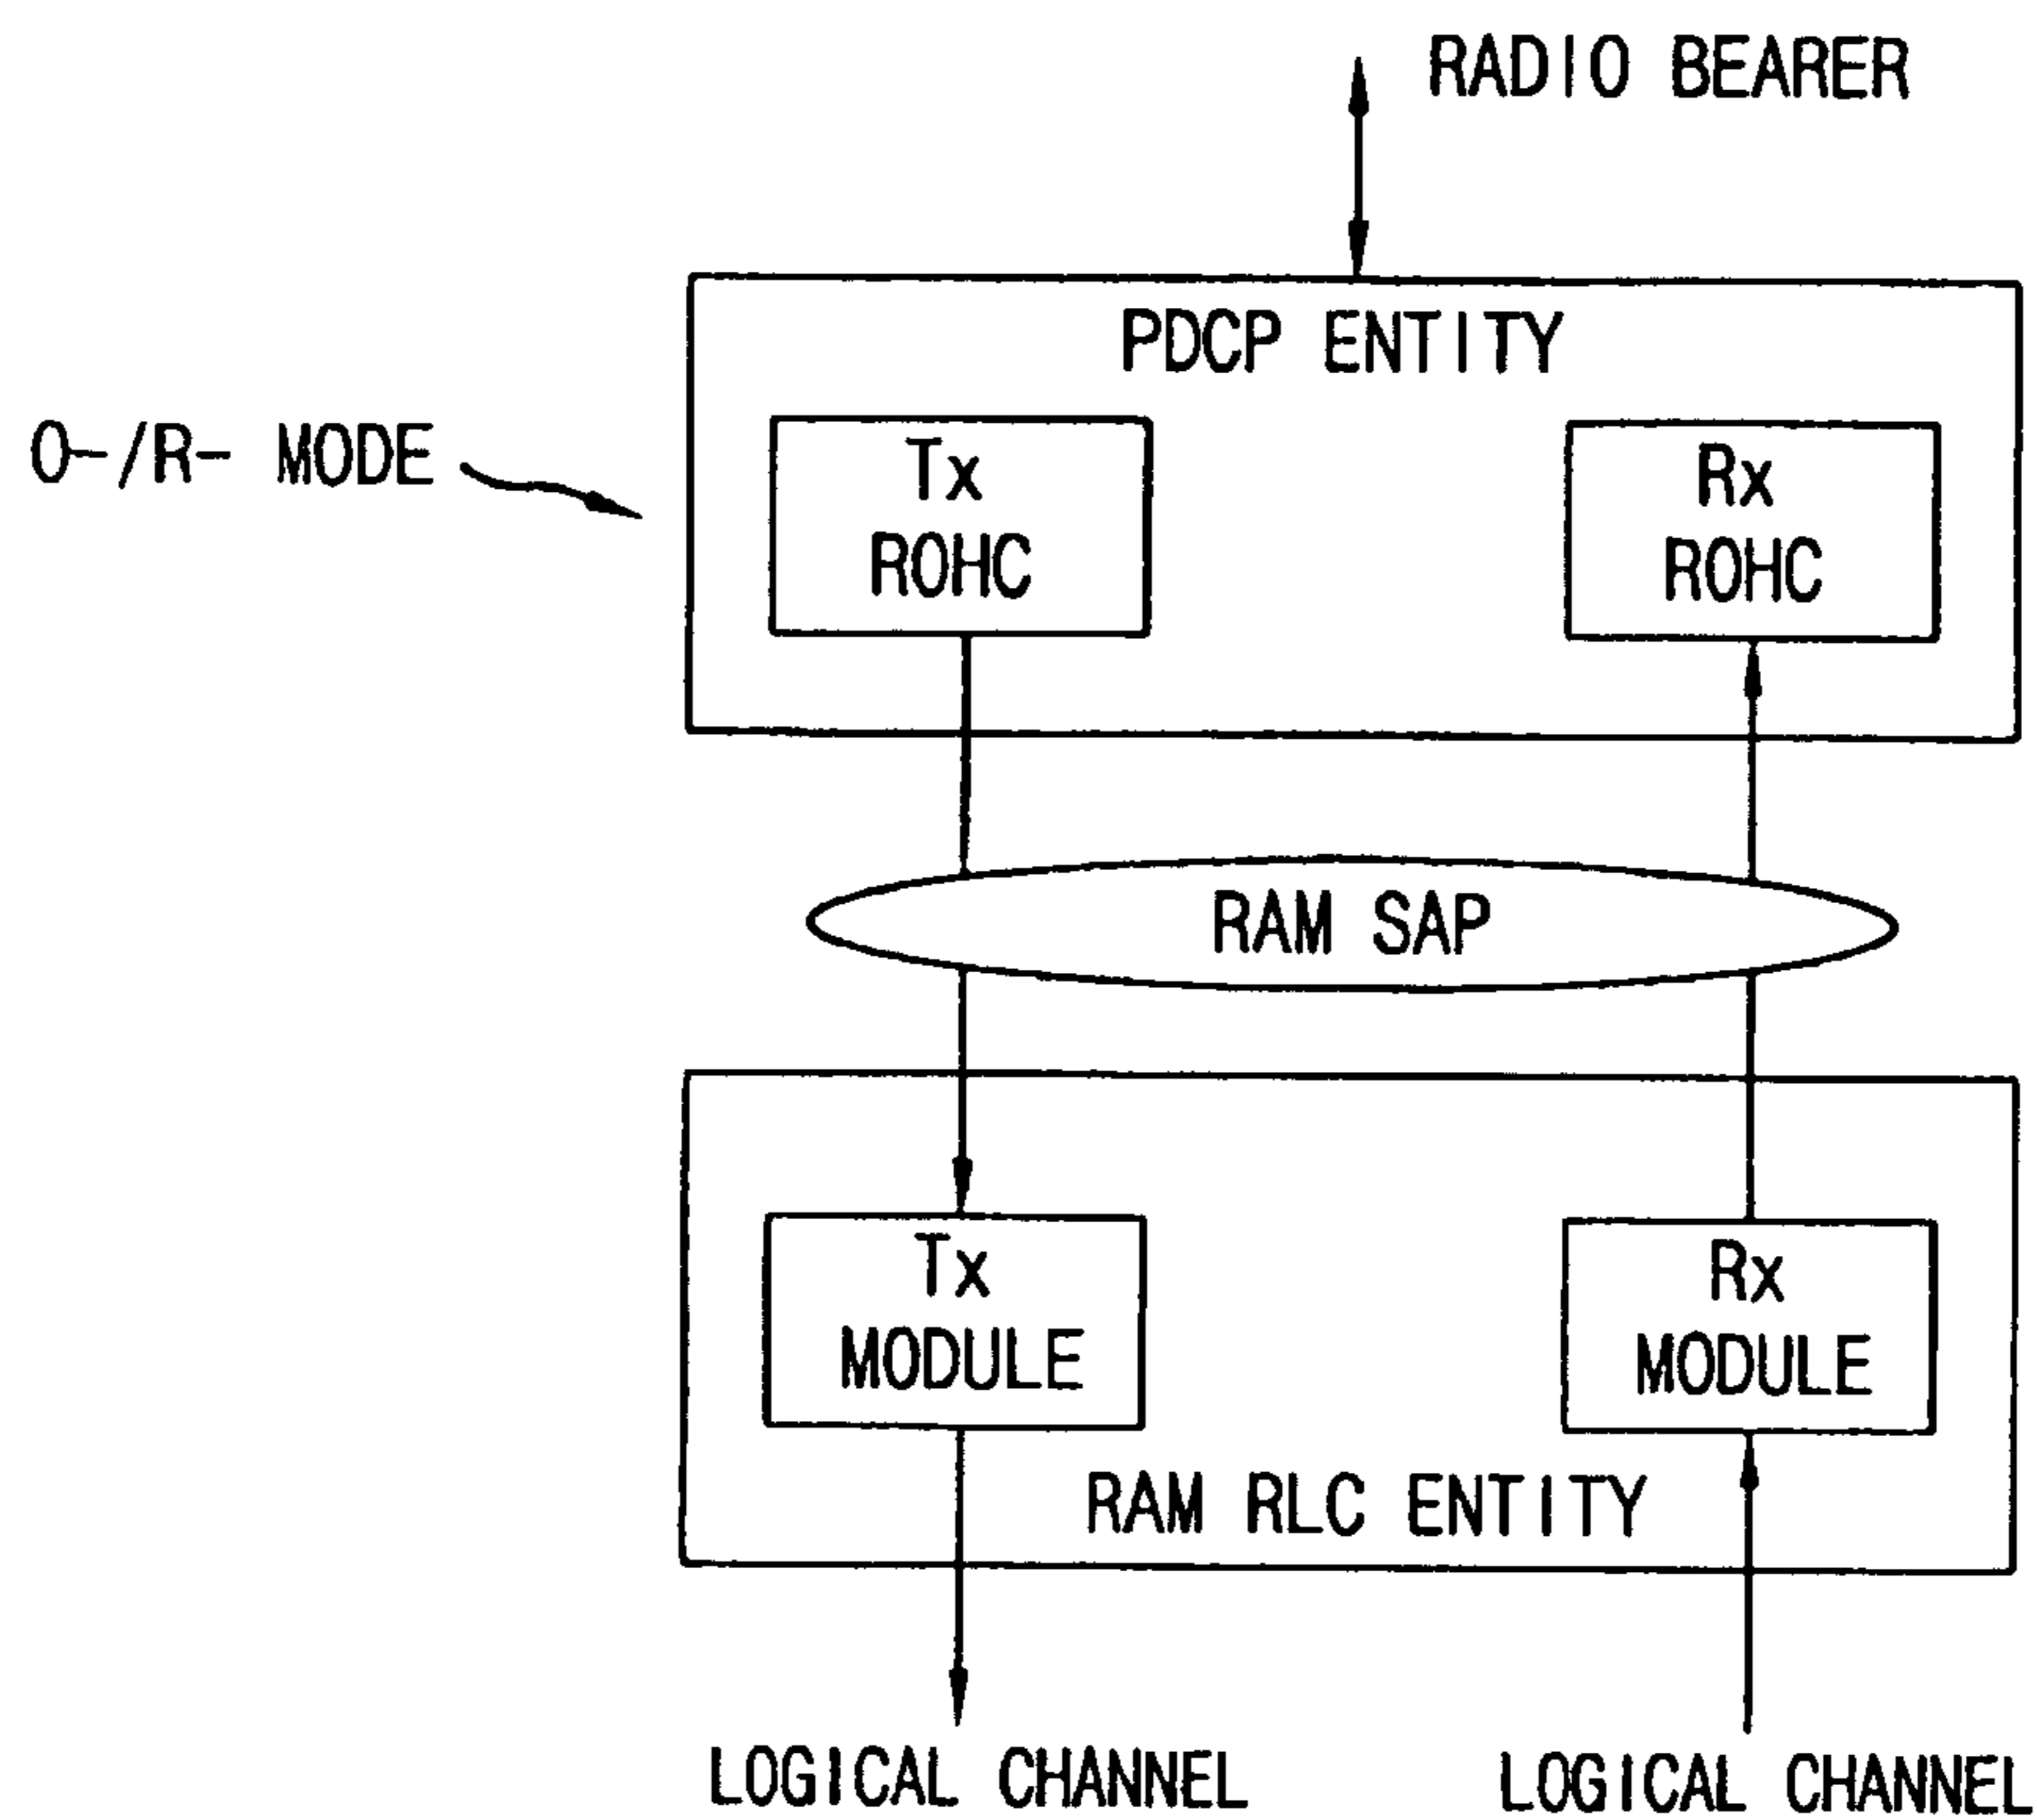 RADIO BEARER
PDCP ENTITY
O-/R- MODE
Tx
ROHC
Rx
ROHC
RAM SAP
Tx
MODULE
Rx
MODULE
RAM RLC ENTITY
LOGICAL CHANNEL
LOGICAL CHANNEL